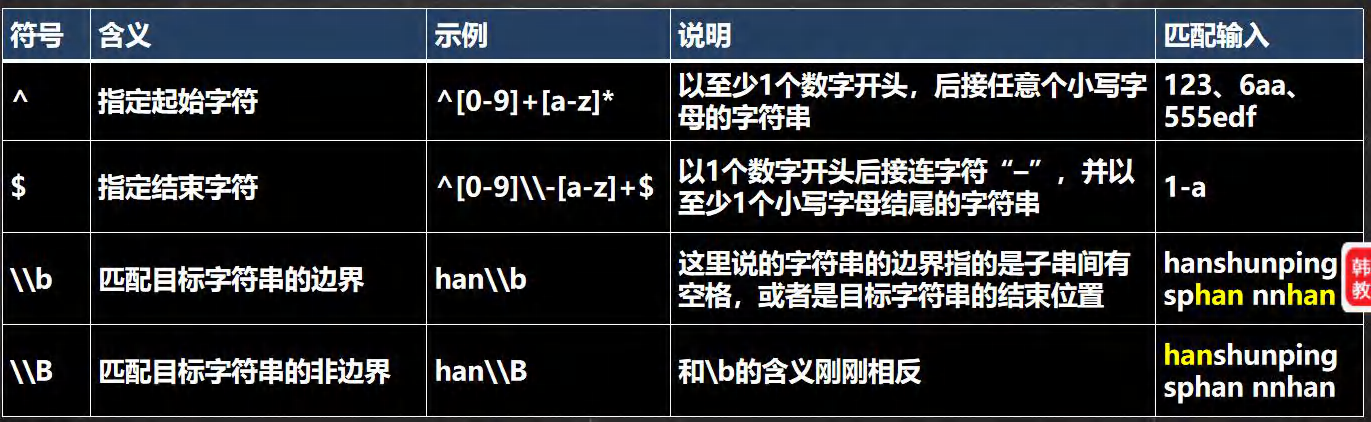 符号 含义 示例 说明 匹配输入
^ 指定起始字符 ^[0-9]+[a-z]* 以至少1个数字开头，后接任意个小写字
母的字符串
123、6aa、
555edf
$ 指定结束字符 ^[0-9]\\-[a-z]+$ 以1个数字开头后接连字符“–”，并以
至少1个小写字母结尾的字符串
1-a
\\b 匹配目标字符串的边界 han\\b 这里说的字符串的边界指的是子串间有
空格，或者是目标字符串的结束位置
hanshunping
sphan nnhan
\\B 匹配目标字符串的非边界 han\\B 和\b的含义刚刚相反
hanshunping
sphan nnhan
韩
教